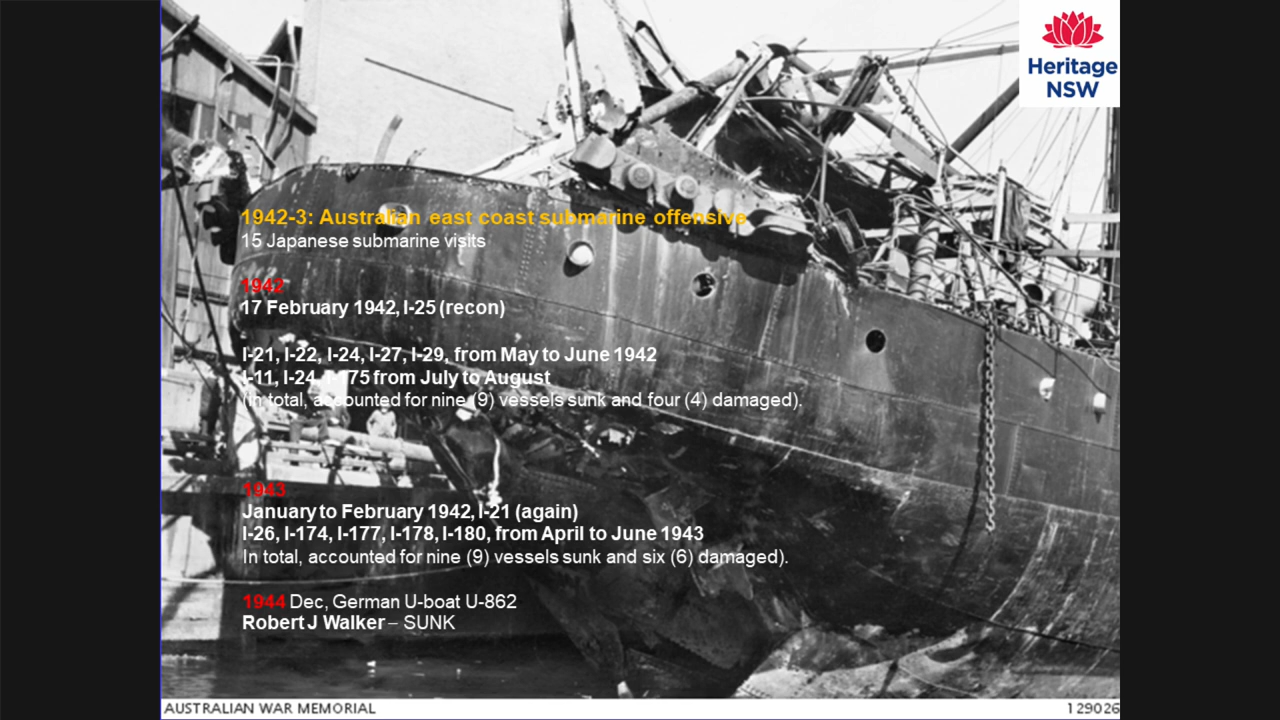 Heritage
NSW
1942-3: Australian east coast submarine offensive
15 Japanese submarine visits
1942
17 February 1942, I-25 (recon)
I-21, I-22, I-24, I-27, I-29, from May to June 1942
I-11, I-24, I-175 from July to August
(In total, accounted for nine (9) vessels sunk and four (4) damaged).
1943
January to February 1942, I-21 (again)
I-26, I-174, I-177, I-178, I-180, from April to June 1943
In total, accounted for nine (9) vessels sunk and six (6) damaged).
1944 Dec, German U-boat U-862
Robert J Walker – SUNK
AUSTRALIAN WAR MEMORIAL
129026